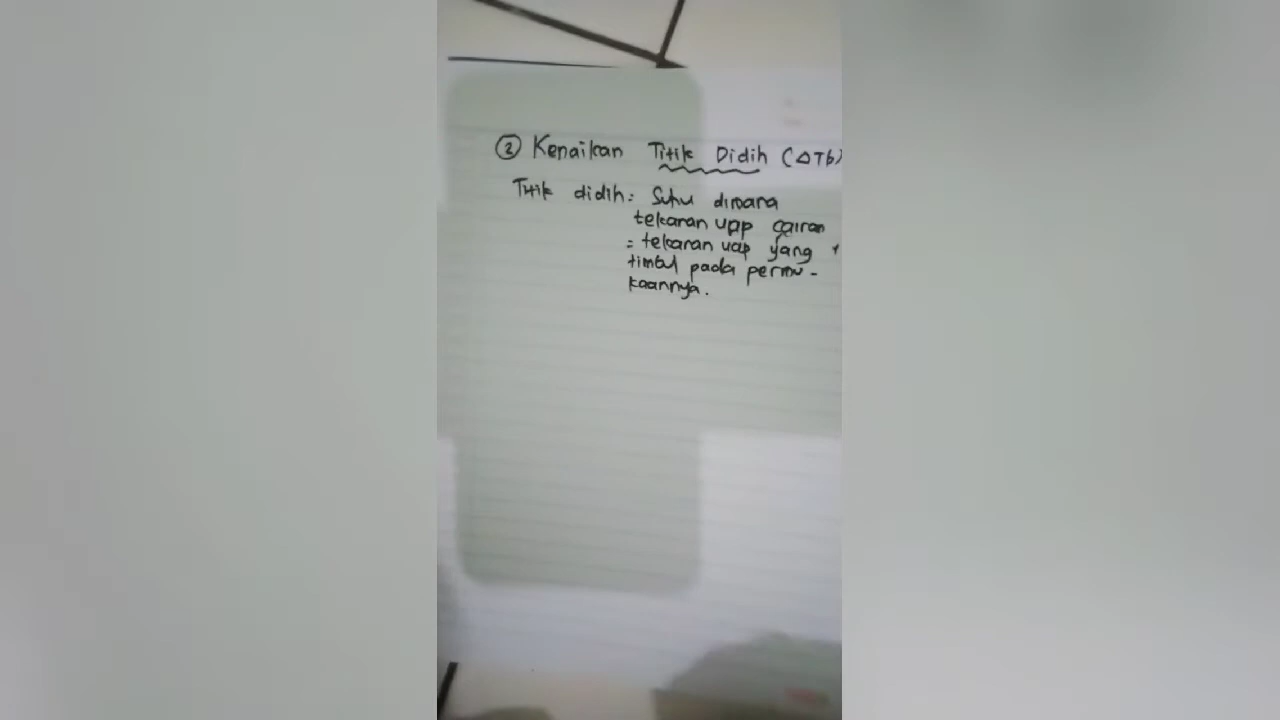 ② Kenaikan Titik Didih (ΔTb)
Titik didih : Suhu dimana
tekanan uap cairan
= tekanan uap yang
timbul pada permu-
kaannya.